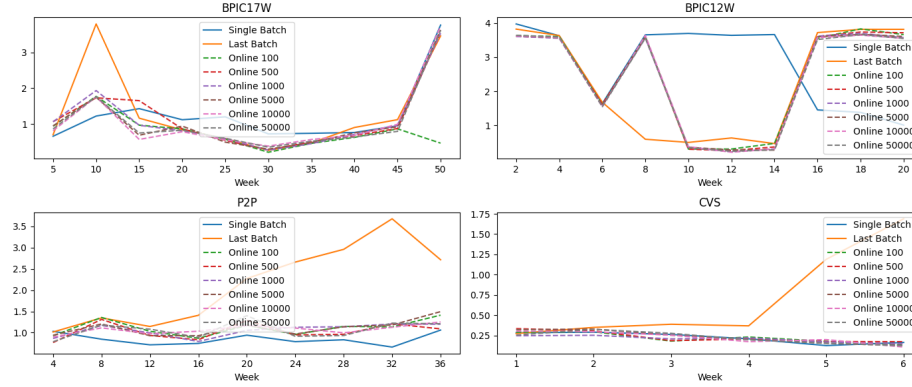 BPIC17W
3
2
1
Single Batch
Last Batch
Online 100
Online 500
Online 1000
Online 5000
Online 10000
Online 50000
5 10 15 20 25 30 35 40 45 50
Week
BPIC12W
4
3
2
1
Single Batch
Last Batch
Online 100
Online 500
Online 1000
Online 5000
Online 10000
Online 50000
2 4 6 8 10 12 14 16 18 20
Week
P2P
3.5
3.0
2.5
2.0
1.5
1.0
Single Batch
Last Batch
Online 100
Online 500
Online 1000
Online 5000
Online 10000
Online 50000
4 8 12 16 20 24 28 32 36
Week
CVS
1.75
1.50
1.25
1.00
0.75
0.50
0.25
Single Batch
Last Batch
Online 100
Online 500
Online 1000
Online 5000
Online 10000
Online 50000
1 2 3 4 5 6
Week